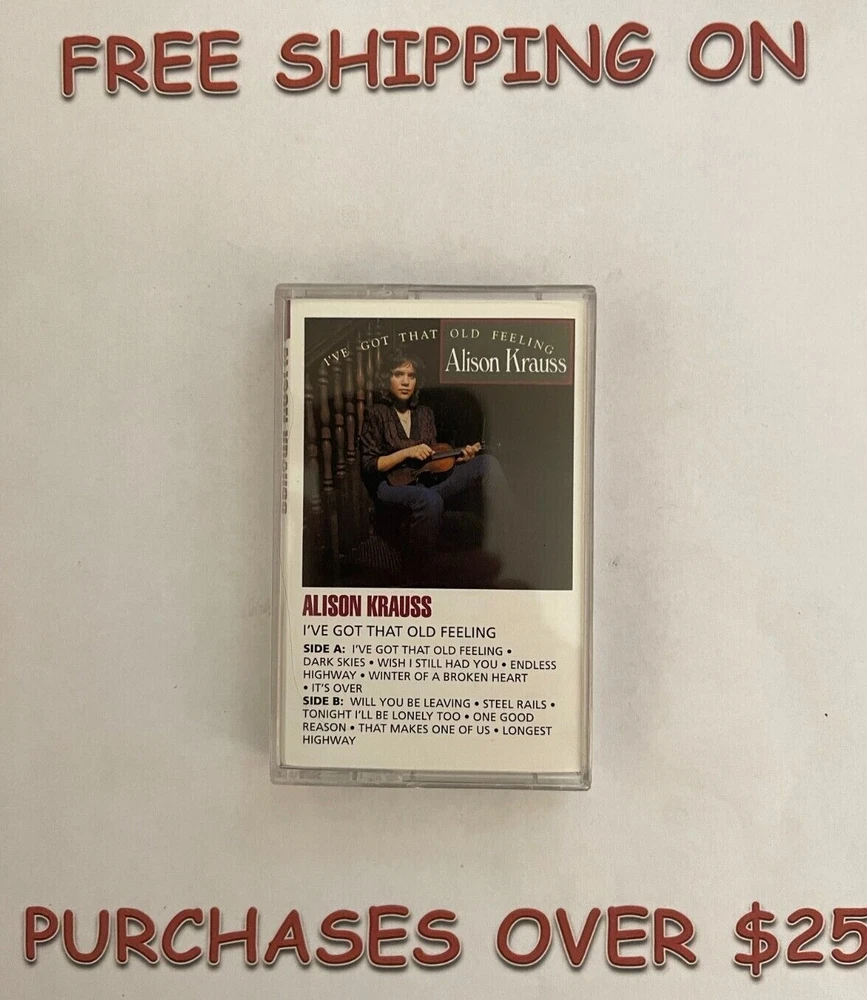 FREE SHIPPING ON
I'VE GOT THAT OLD FEELING
Alison Krauss
ALISON KRAUSS
I'VE GOT THAT OLD FEELING
SIDE A: I'VE GOT THAT OLD FEELING •
DARK SKIES • WISH I STILL HAD YOU • ENDLESS
HIGHWAY • WINTER OF A BROKEN HEART
• IT'S OVER
SIDE B: WILL YOU BE LEAVING • STEEL RAILS •
TONIGHT I'LL BE LONELY TOO • ONE GOOD
REASON • THAT MAKES ONE OF US • LONGEST
HIGHWAY
PURCHASES OVER $25